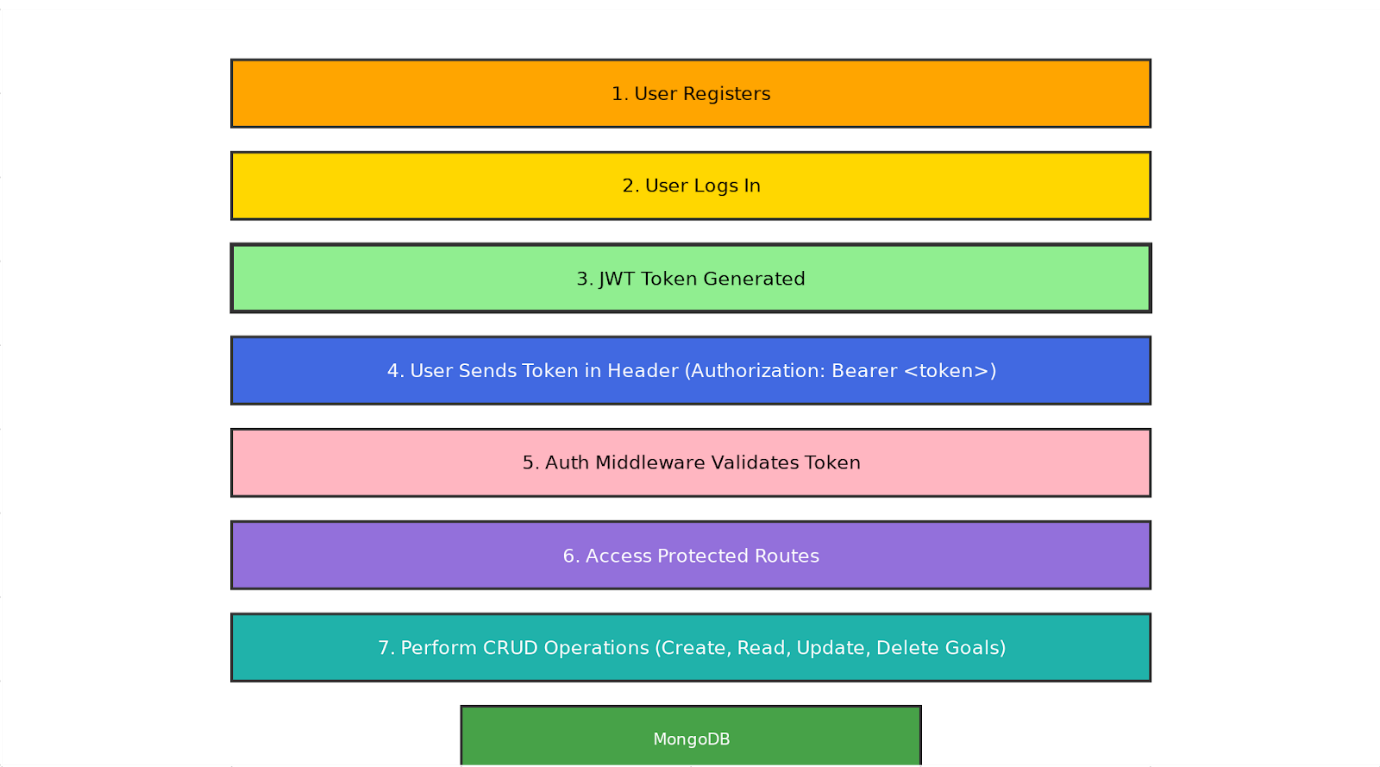 1. User Registers
2. User Logs In
3. JWT Token Generated
4. User Sends Token in Header (Authorization: Bearer <token>)
5. Auth Middleware Validates Token
6. Access Protected Routes
7. Perform CRUD Operations (Create, Read, Update, Delete Goals)
MongoDB